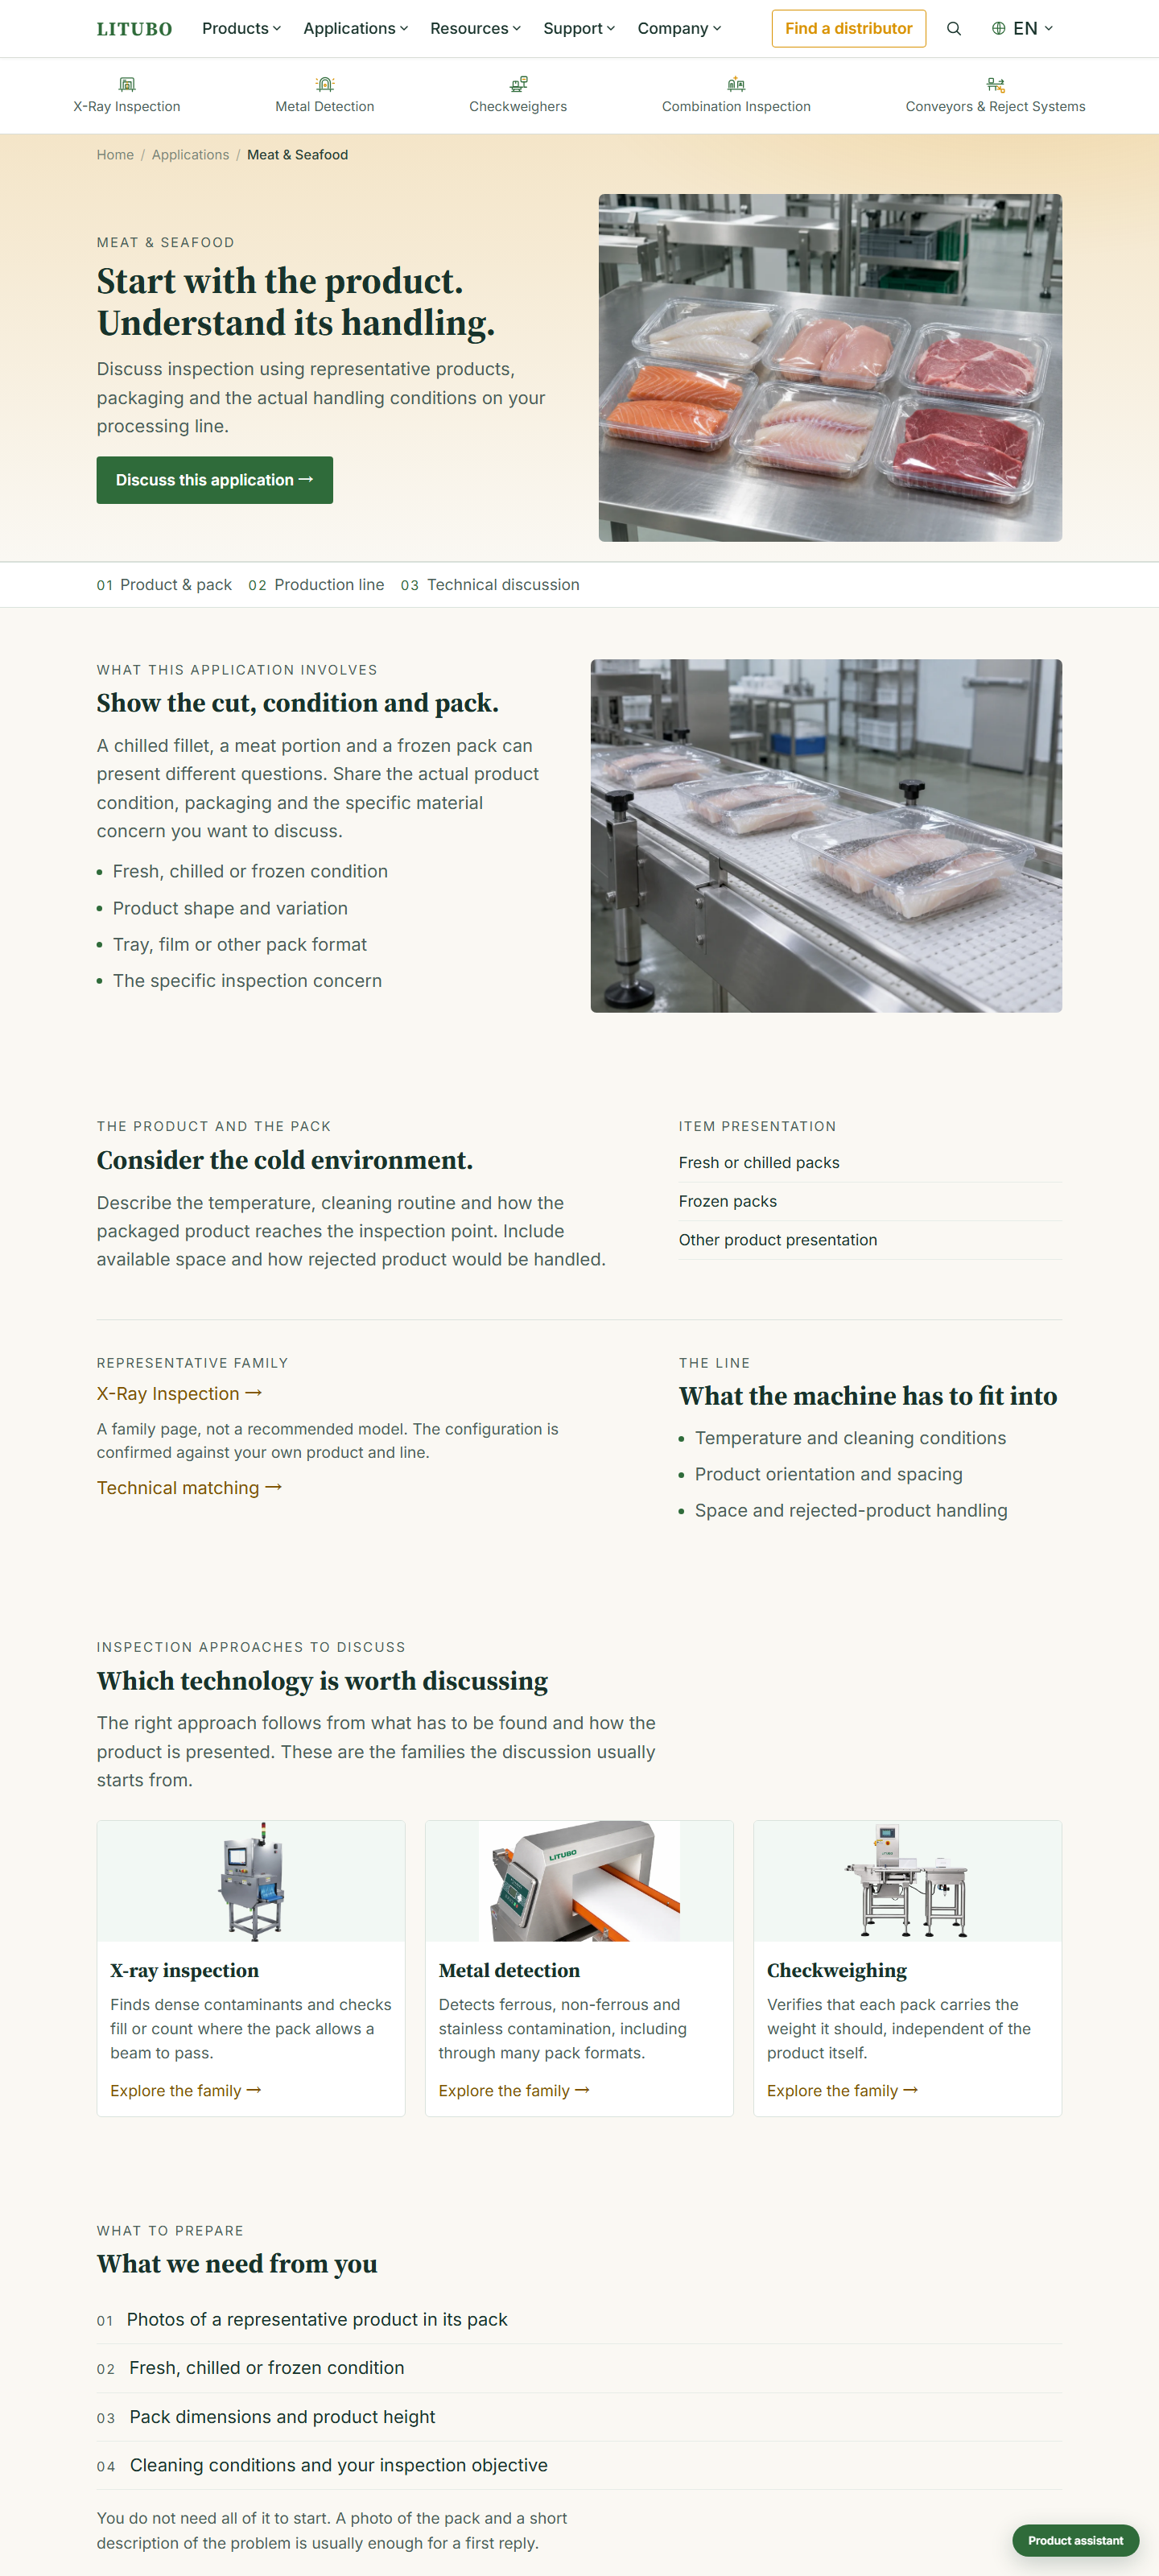 LITUBO Products Applications Resources Support Company Find a distributor EN
X-Ray Inspection Metal Detection Checkweighers Combination Inspection Conveyors & Reject Systems
Home / Applications / Meat & Seafood
MEAT & SEAFOOD
Start with the product.
Understand its handling.
Discuss inspection using representative products,
packaging and the actual handling conditions on your
processing line.
Discuss this application →
01 Product & pack 02 Production line 03 Technical discussion
WHAT THIS APPLICATION INVOLVES
Show the cut, condition and pack.
A chilled fillet, a meat portion and a frozen pack can
present different questions. Share the actual product
condition, packaging and the specific material
concern you want to discuss.
• Fresh, chilled or frozen condition
• Product shape and variation
• Tray, film or other pack format
• The specific inspection concern
THE PRODUCT AND THE PACK
Consider the cold environment.
Describe the temperature, cleaning routine and how the
packaged product reaches the inspection point. Include
available space and how rejected product would be handled.
ITEM PRESENTATION
Fresh or chilled packs
Frozen packs
Other product presentation
REPRESENTATIVE FAMILY
X-Ray Inspection →
A family page, not a recommended model. The configuration is
confirmed against your own product and line.
Technical matching →
THE LINE
What the machine has to fit into
• Temperature and cleaning conditions
• Product orientation and spacing
• Space and rejected-product handling
INSPECTION APPROACHES TO DISCUSS
Which technology is worth discussing
The right approach follows from what has to be found and how the
product is presented. These are the families the discussion usually
starts from.
X-ray inspection
Finds dense contaminants and checks
fill or count where the pack allows a
beam to pass.
Explore the family →
LITUBO
Metal detection
Detects ferrous, non-ferrous and
stainless contamination, including
through many pack formats.
Explore the family →
LITUBO
Checkweighing
Verifies that each pack carries the
weight it should, independent of the
product itself.
Explore the family →
WHAT TO PREPARE
What we need from you
01 Photos of a representative product in its pack
02 Fresh, chilled or frozen condition
03 Pack dimensions and product height
04 Cleaning conditions and your inspection objective
You do not need all of it to start. A photo of the pack and a short
description of the problem is usually enough for a first reply.
Product assistant